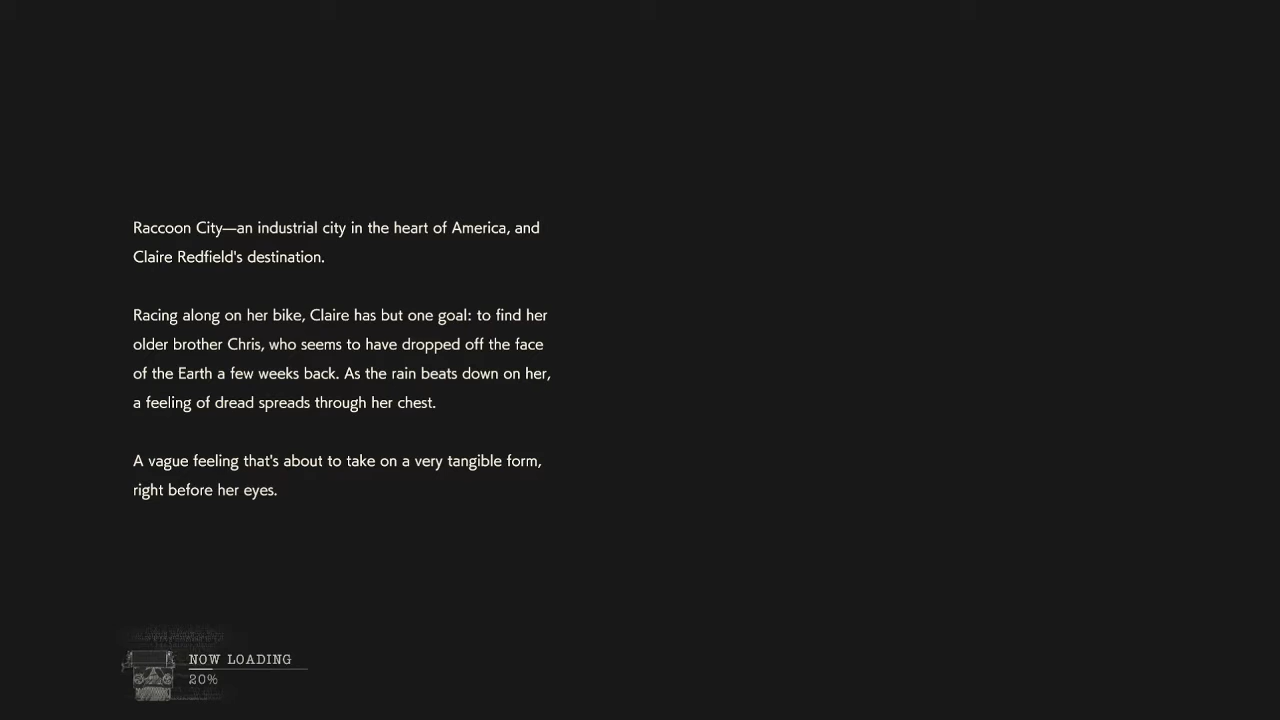 Raccoon City—an industrial city in the heart of America, and
Claire Redfield's destination.
Racing along on her bike, Claire has but one goal: to find her
older brother Chris, who seems to have dropped off the face
of the Earth a few weeks back. As the rain beats down on her,
a feeling of dread spreads through her chest.
A vague feeling that's about to take on a very tangible form,
right before her eyes.
NOW LOADING
20%